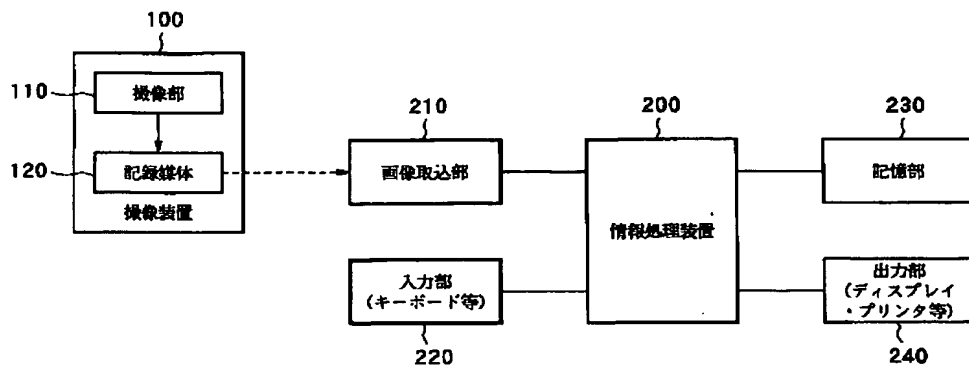 100
110
撮像部
120
記録媒体
撮像装置
210
画像取込部
200
情報処理装置
230
記憶部
入力部
(キーボード等)
220
出力部
(ディスプレイ
・プリンタ等)
240